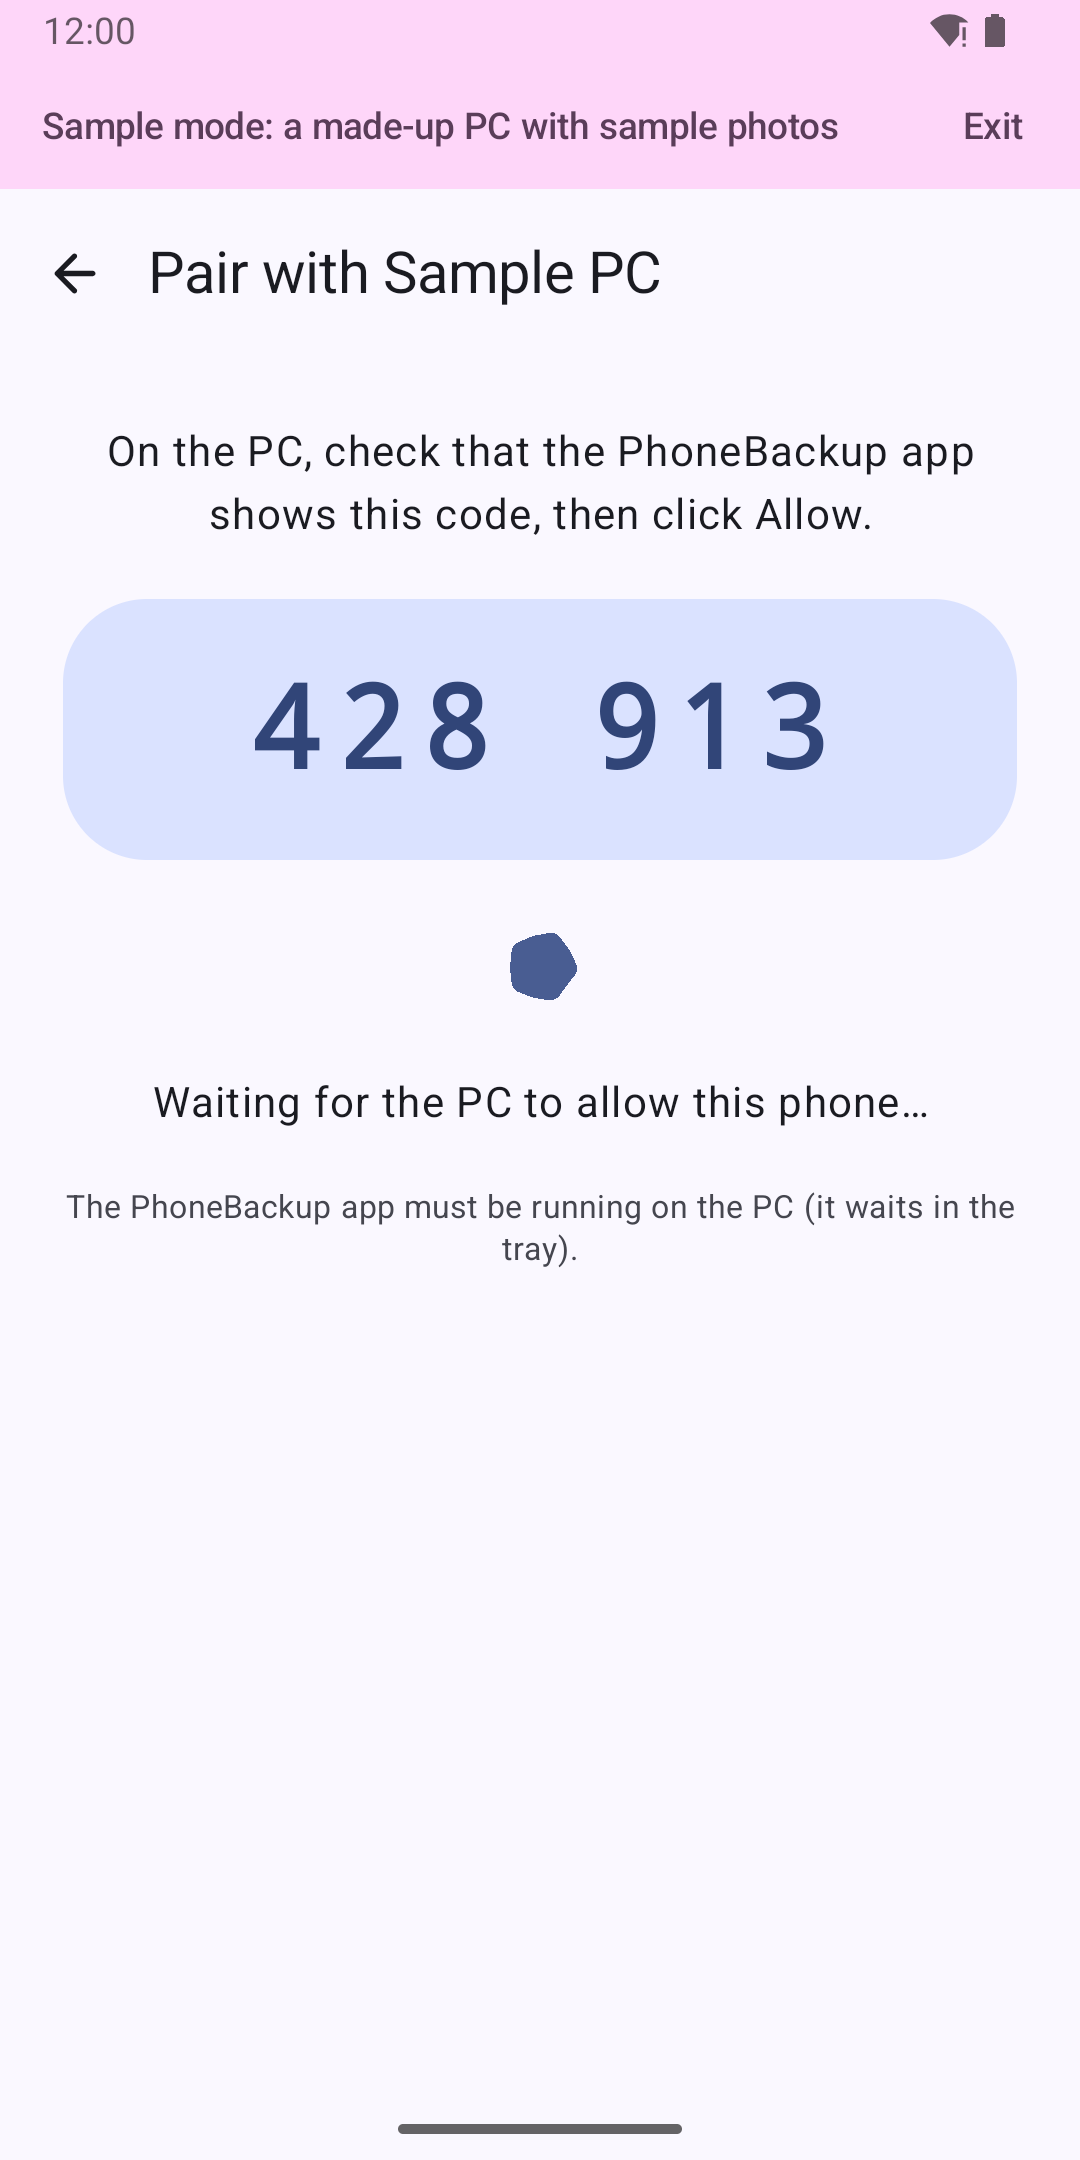 12:00
Sample mode: a made-up PC with sample photos
Exit
Pair with Sample PC
On the PC, check that the PhoneBackup app
shows this code, then click Allow.
428 913
Waiting for the PC to allow this phone…
The PhoneBackup app must be running on the PC (it waits in the
tray).